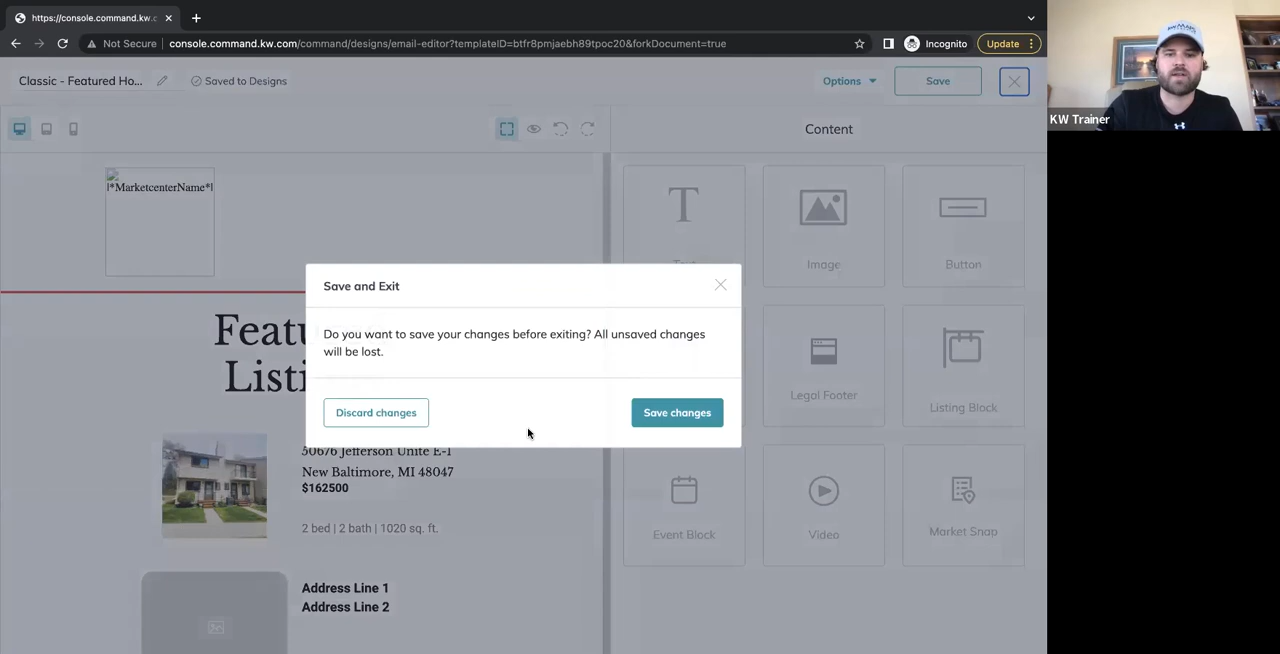 https://console.command.kw.c
Not Secure
console.command.kw.com/command/designs/email-editor?templateID=btfr8pmjaebh89tpoc20&forkDocument=true
Incognito
Update
Classic - Featured Ho...
Saved to Designs
Options
Save
KW Trainer
Content
|*MarketcenterName*|
Image
Button
Save and Exit
Do you want to save your changes before exiting? All unsaved changes
will be lost.
Discard changes
Save changes
Legal Footer
Listing Block
50676 Jefferson Unite E-1
New Baltimore, MI 48047
$162500
2 bed | 2 bath | 1020 sq. ft.
Event Block
Video
Market Snap
Address Line 1
Address Line 2